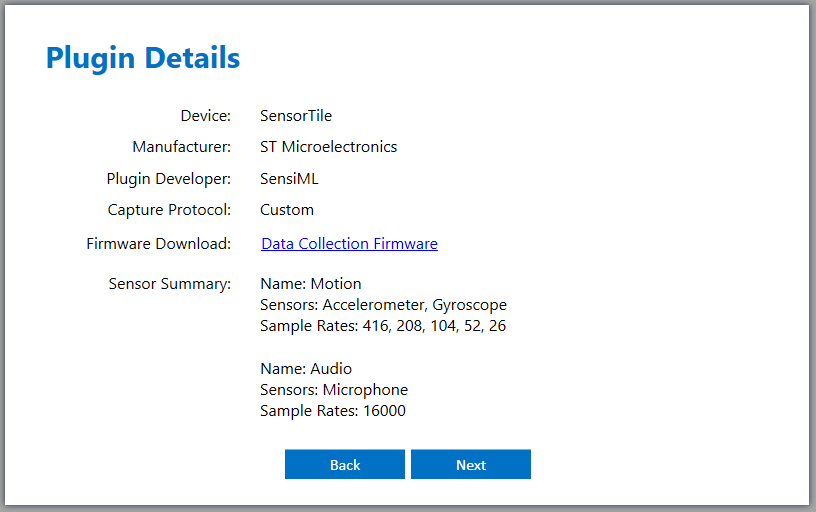 Plugin Details
Device: SensorTile
Manufacturer: ST Microelectronics
Plugin Developer: SensiML
Capture Protocol: Custom
Firmware Download: Data Collection Firmware
Sensor Summary: Name: Motion
Sensors: Accelerometer, Gyroscope
Sample Rates: 416, 208, 104, 52, 26
Name: Audio
Sensors: Microphone
Sample Rates: 16000
Back Next